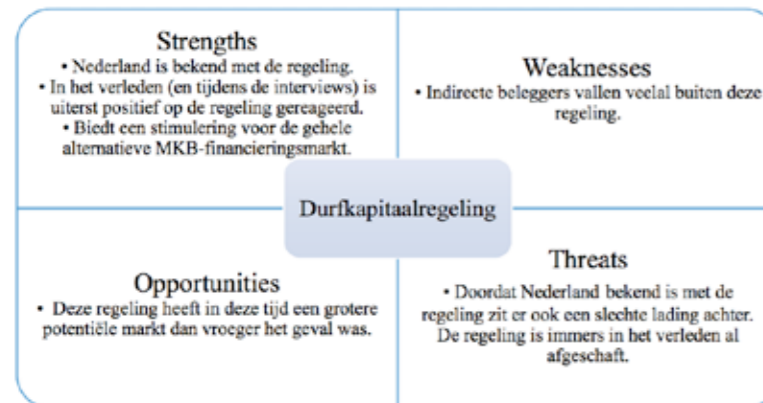 Strengths
• Nederland is bekend met de regeling.
• In het verleden (en tijdens de interviews) is
uiterst positief op de regeling gereageerd.
• Biedt een stimulering voor de gehele
alternatieve MKB-financieringsmarkt.
Weaknesses
• Indirecte beleggers vallen veelal buiten deze
regeling.
Durfkapitaalregeling
Opportunities
• Deze regeling heeft in deze tijd een grotere
potentiële markt dan vroeger het geval was.
Threats
• Doordat Nederland bekend is met de
regeling zit er ook een slechte lading achter.
De regeling is immers in het verleden al
afgeschaft.